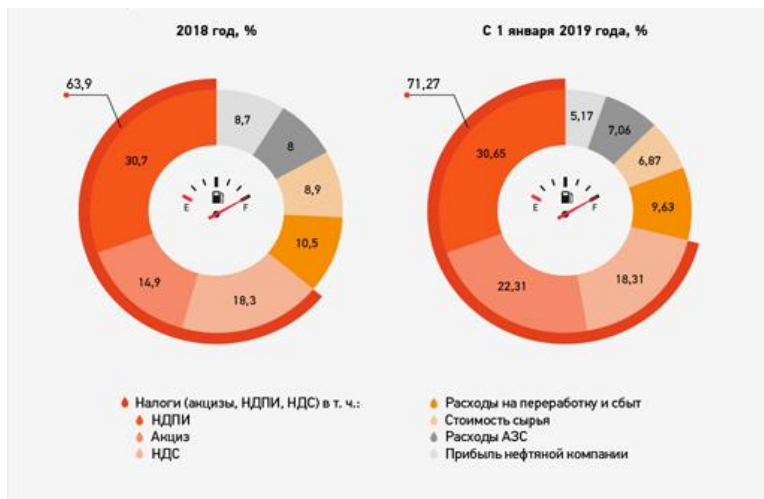 2018 год, %
63,9
30,7
8,7
8
8,9
10,5
18,3
14,9
E
F
С 1 января 2019 года, %
71,27
30,65
5,17
7,06
6,87
9,63
18,31
22,31
E
F
Налоги (акцизы, НДПИ, НДС) в т. ч.:
НДПИ
Акциз
НДС
Расходы на переработку и сбыт
Стоимость сырья
Расходы АЗС
Прибыль нефтяной компании